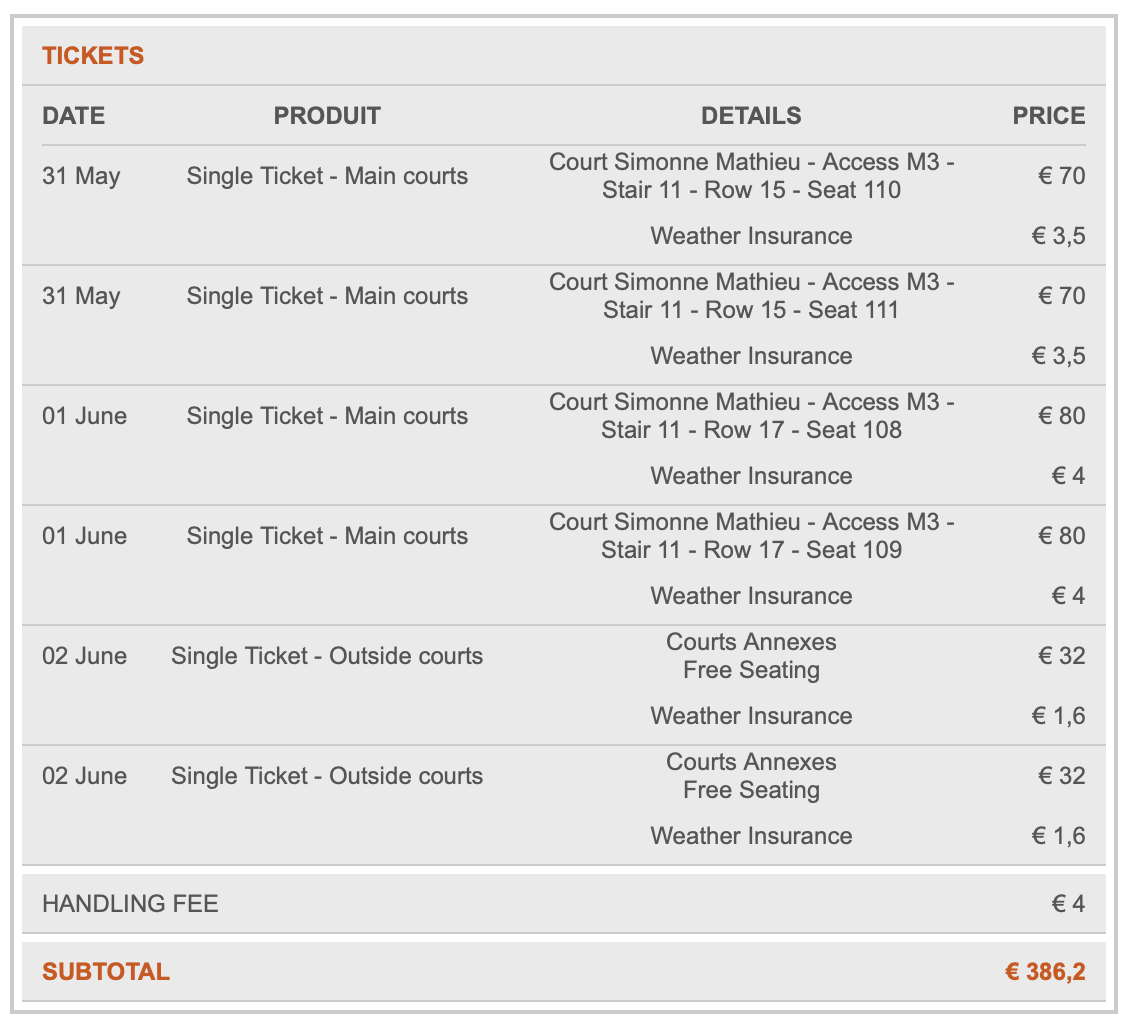 TICKETS
DATE PRODUIT DETAILS PRICE
31 May Single Ticket - Main courts Court Simonne Mathieu - Access M3 - € 70
Stair 11 - Row 15 - Seat 110
Weather Insurance € 3,5
31 May Single Ticket - Main courts Court Simonne Mathieu - Access M3 - € 70
Stair 11 - Row 15 - Seat 111
Weather Insurance € 3,5
01 June Single Ticket - Main courts Court Simonne Mathieu - Access M3 - € 80
Stair 11 - Row 17 - Seat 108
Weather Insurance € 4
01 June Single Ticket - Main courts Court Simonne Mathieu - Access M3 - € 80
Stair 11 - Row 17 - Seat 109
Weather Insurance € 4
02 June Single Ticket - Outside courts Courts Annexes € 32
Free Seating
Weather Insurance € 1,6
02 June Single Ticket - Outside courts Courts Annexes € 32
Free Seating
Weather Insurance € 1,6
HANDLING FEE € 4
SUBTOTAL € 386,2